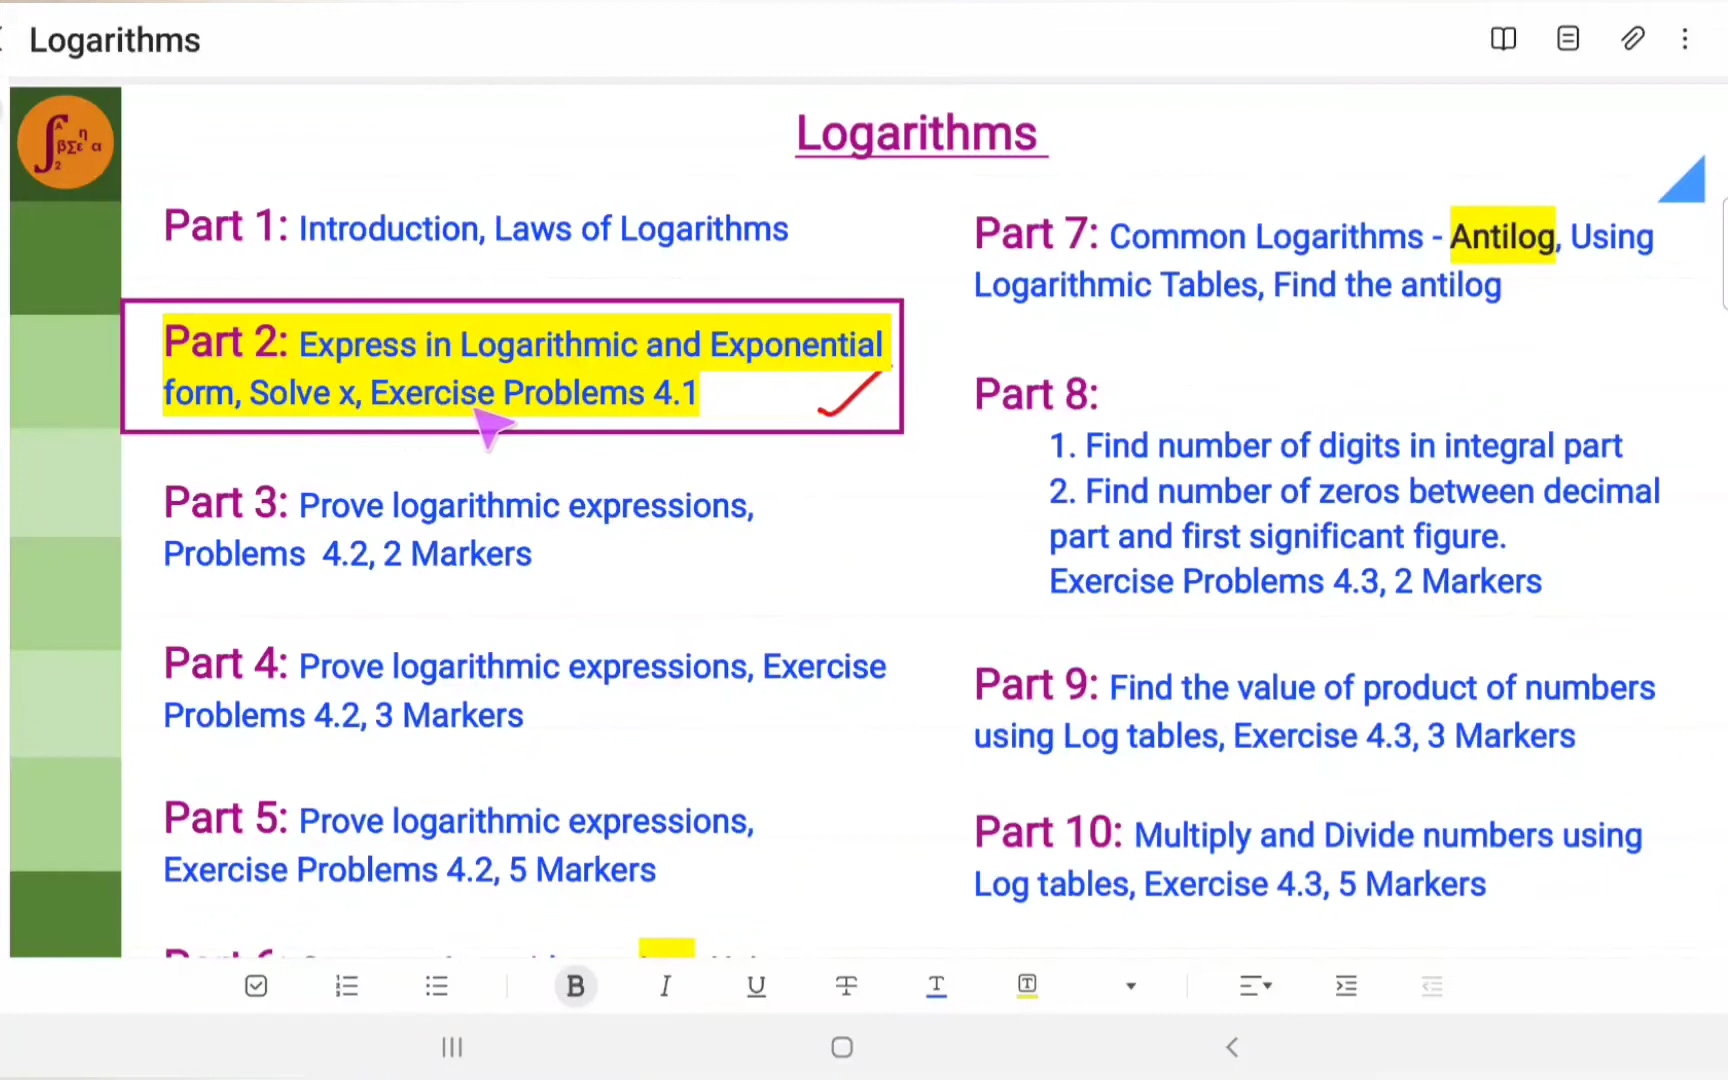 Logarithms
Logarithms
Part 1: Introduction, Laws of Logarithms
Part 2: Express in Logarithmic and Exponential
form, Solve x, Exercise Problems 4.1
Part 3: Prove logarithmic expressions,
Problems 4.2, 2 Markers
Part 4: Prove logarithmic expressions, Exercise
Problems 4.2, 3 Markers
Part 5: Prove logarithmic expressions,
Exercise Problems 4.2, 5 Markers
Part 7: Common Logarithms - Antilog, Using
Logarithmic Tables, Find the antilog
Part 8:
1. Find number of digits in integral part
2. Find number of zeros between decimal
part and first significant figure.
Exercise Problems 4.3, 2 Markers
Part 9: Find the value of product of numbers
using Log tables, Exercise 4.3, 3 Markers
Part 10: Multiply and Divide numbers using
Log tables, Exercise 4.3, 5 Markers